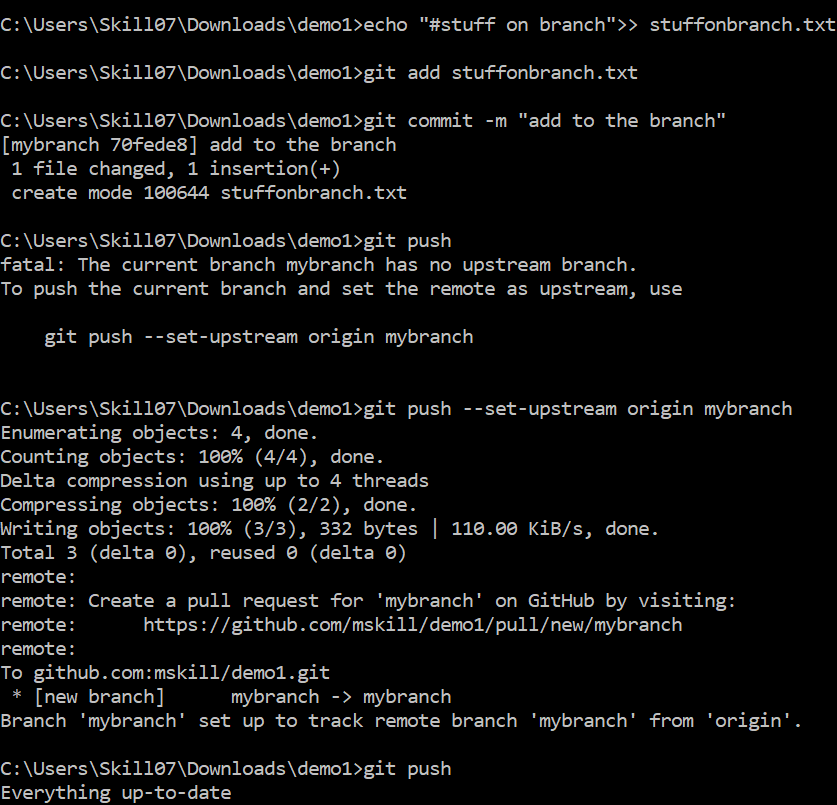 C:\Users\Skill07\Downloads\demo1>echo "#stuff on branch">> stuffonbranch.txt
C:\Users\Skill07\Downloads\demo1>git add stuffonbranch.txt
C:\Users\Skill07\Downloads\demo1>git commit -m "add to the branch"
[mybranch 70fede8] add to the branch
 1 file changed, 1 insertion(+)
 create mode 100644 stuffonbranch.txt
C:\Users\Skill07\Downloads\demo1>git push
fatal: The current branch mybranch has no upstream branch.
To push the current branch and set the remote as upstream, use
    git push --set-upstream origin mybranch
C:\Users\Skill07\Downloads\demo1>git push --set-upstream origin mybranch
Enumerating objects: 4, done.
Counting objects: 100% (4/4), done.
Delta compression using up to 4 threads
Compressing objects: 100% (2/2), done.
Writing objects: 100% (3/3), 332 bytes | 110.00 KiB/s, done.
Total 3 (delta 0), reused 0 (delta 0)
remote:
remote: Create a pull request for 'mybranch' on GitHub by visiting:
remote:      https://github.com/mskill/demo1/pull/new/mybranch
remote:
To github.com:mskill/demo1.git
 * [new branch]      mybranch -> mybranch
Branch 'mybranch' set up to track remote branch 'mybranch' from 'origin'.
C:\Users\Skill07\Downloads\demo1>git push
Everything up-to-date